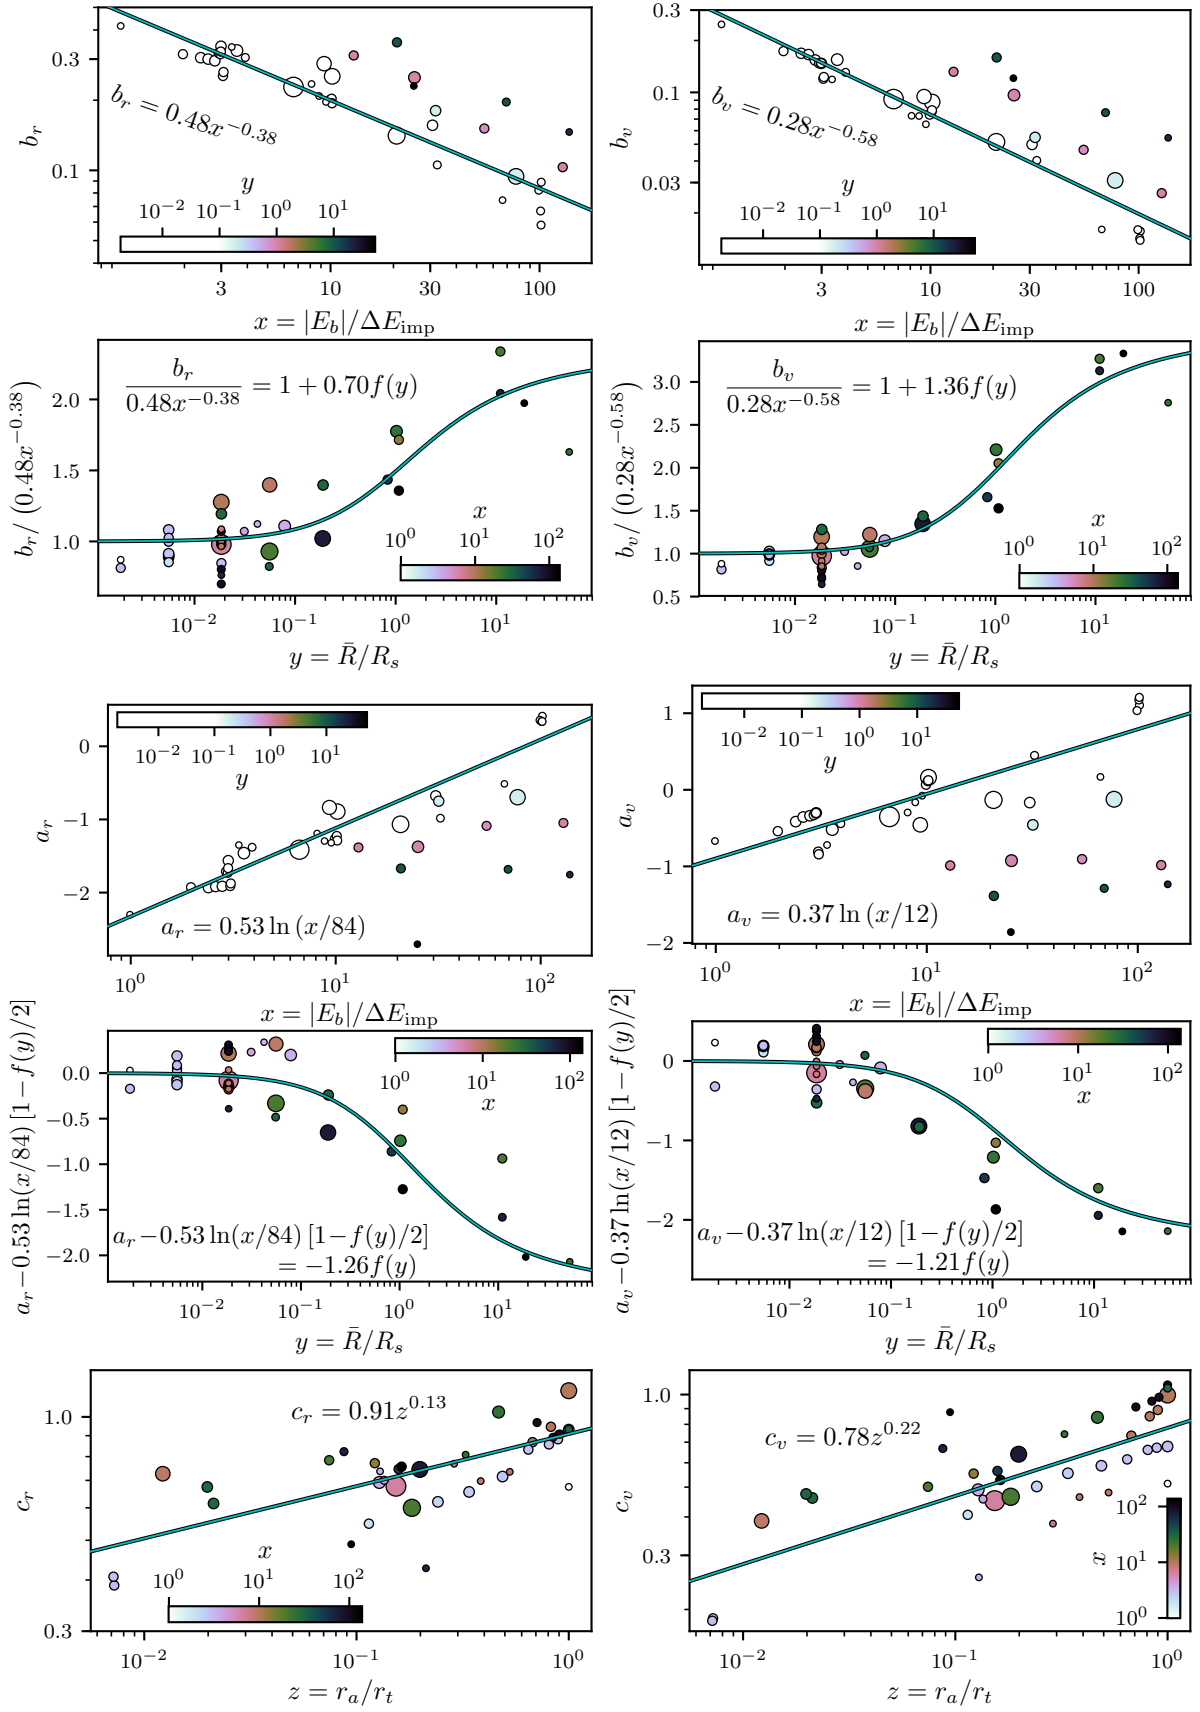 0.3
0.1
b_r
b_r = 0.48x^{-0.38}
y
10^{-2} 10^{-1} 10^0 10^1
3 10 30 100
x = |E_b|/ΔE_imp
0.3
0.1
0.03
b_v
b_v = 0.28x^{-0.58}
y
10^{-2} 10^{-1} 10^0 10^1
3 10 30 100
x = |E_b|/ΔE_imp
2.0
1.5
1.0
b_r/(0.48x^{-0.38})
b_r/0.48x^{-0.38} = 1 + 0.70f(y)
x
10^0 10^1 10^2
10^{-2} 10^{-1} 10^0 10^1
y = R̄/R_s
3.0
2.5
2.0
1.5
1.0
0.5
b_v/(0.28x^{-0.58})
b_v/0.28x^{-0.58} = 1 + 1.36f(y)
x
10^0 10^1 10^2
10^{-2} 10^{-1} 10^0 10^1
y = R̄/R_s
0
−1
−2
a_r
10^{-2} 10^{-1} 10^0 10^1
y
a_r = 0.53 ln (x/84)
10^0 10^1 10^2
x = |E_b|/ΔE_imp
1
0
−1
−2
a_v
10^{-2} 10^{-1} 10^0 10^1
y
a_v = 0.37 ln (x/12)
10^0 10^1 10^2
x = |E_b|/ΔE_imp
0.0
−0.5
−1.0
−1.5
−2.0
a_r−0.53 ln(x/84) [1−f(y)/2]
10^0 10^1 10^2
x
a_r−0.53 ln(x/84) [1−f(y)/2]
= −1.26f(y)
10^{-2} 10^{-1} 10^0 10^1
y = R̄/R_s
0
−1
−2
a_v−0.37 ln(x/12) [1−f(y)/2]
10^0 10^1 10^2
x
a_v−0.37 ln(x/12) [1−f(y)/2]
= −1.21f(y)
10^{-2} 10^{-1} 10^0 10^1
y = R̄/R_s
1.0
0.3
c_r
c_r = 0.91z^{0.13}
x
10^0 10^1 10^2
10^{-2} 10^{-1} 10^0
z = r_a/r_t
1.0
0.3
c_v
c_v = 0.78z^{0.22}
10^2
10^1
10^0
x
10^{-2} 10^{-1} 10^0
z = r_a/r_t